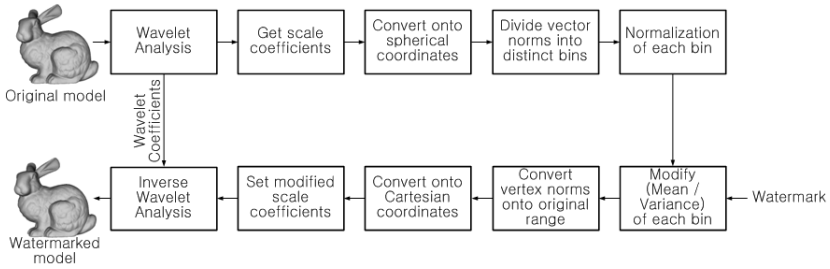 Original model
Wavelet
Analysis
Get scale
coefficients
Convert onto
spherical
coordinates
Divide vector
norms into
distinct bins
Normalization
of each bin
Wavelet
Coefficients
Watermarked
model
Inverse
Wavelet
Analysis
Set modified
scale
coefficients
Convert onto
Cartesian
coordinates
Convert
vertex norms
onto original
range
Modify
(Mean /
Variance)
of each bin
Watermark